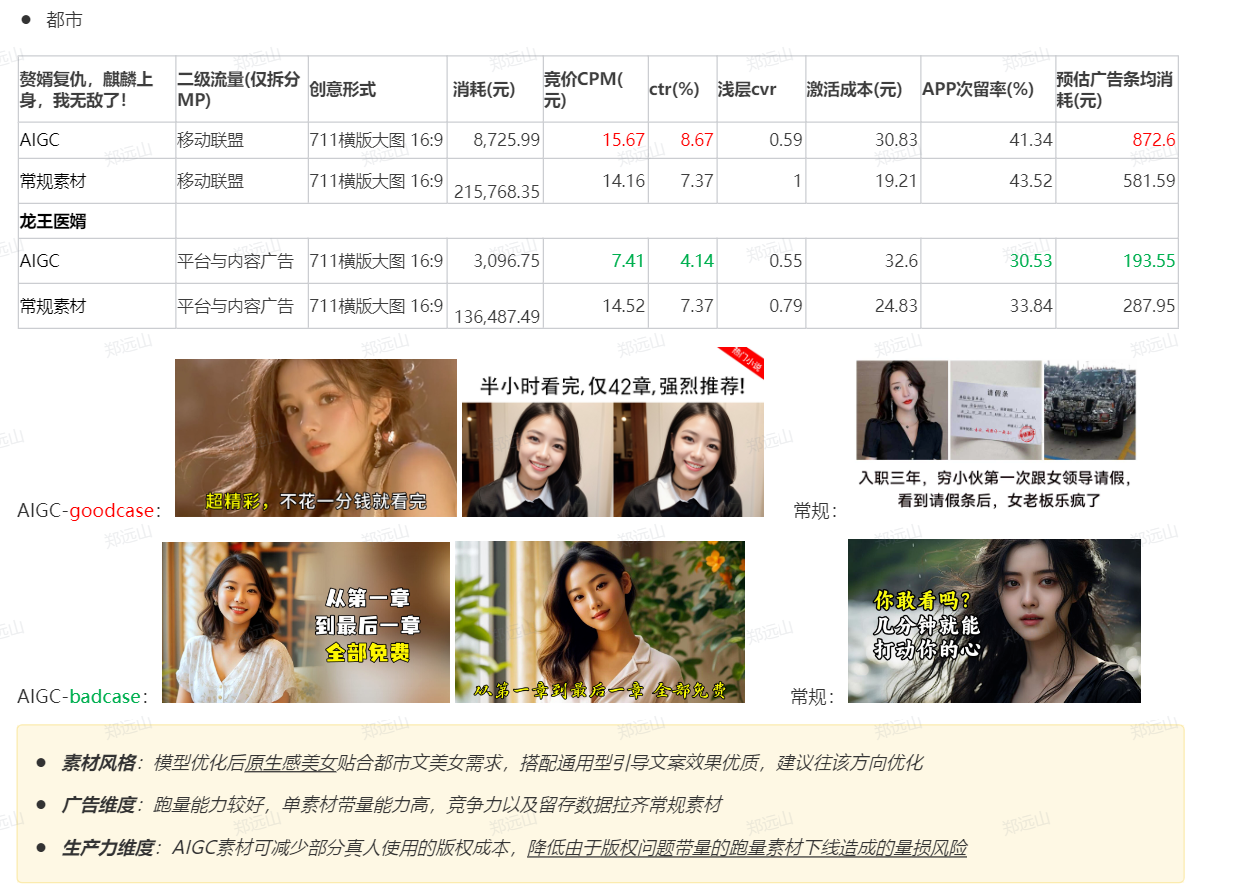 都市
赘婿复仇，麒麟上身，我无敌了! 二级流量(仅拆分MP) 创意形式 消耗(元) 竞价CPM(元) ctr(%) 浅层cvr 激活成本(元) APP次留率(%) 预估广告条均消耗(元)
AIGC 移动联盟 711横版大图 16:9 8,725.99 15.67 8.67 0.59 30.83 41.34 872.6
常规素材 移动联盟 711横版大图 16:9 215,768.35 14.16 7.37 1 19.21 43.52 581.59
龙王医婿
AIGC 平台与内容广告 711横版大图 16:9 3,096.75 7.41 4.14 0.55 32.6 30.53 193.55
常规素材 平台与内容广告 711横版大图 16:9 136,487.49 14.52 7.37 0.79 24.83 33.84 287.95
热门小说
半小时看完,仅42章,强烈推荐!
请假条
入职三年，穷小伙第一次跟女领导请假，
看到请假条后，女老板乐疯了
超精彩，不花一分钱就看完
AIGC-goodcase：
常规：
从第一章
到最后一章
全部免费
从第一章到最后一章 全部免费
你敢看吗?
几分钟就能
打动你的心
AIGC-badcase：
常规：
素材风格：模型优化后原生感美女贴合都市文美女需求，搭配通用型引导文案效果优质，建议往该方向优化
广告维度：跑量能力较好，单素材带量能力高，竞争力以及留存数据拉齐常规素材
生产力维度：AIGC素材可减少部分真人使用的版权成本，降低由于版权问题带量的跑量素材下线造成的量损风险
郑远山